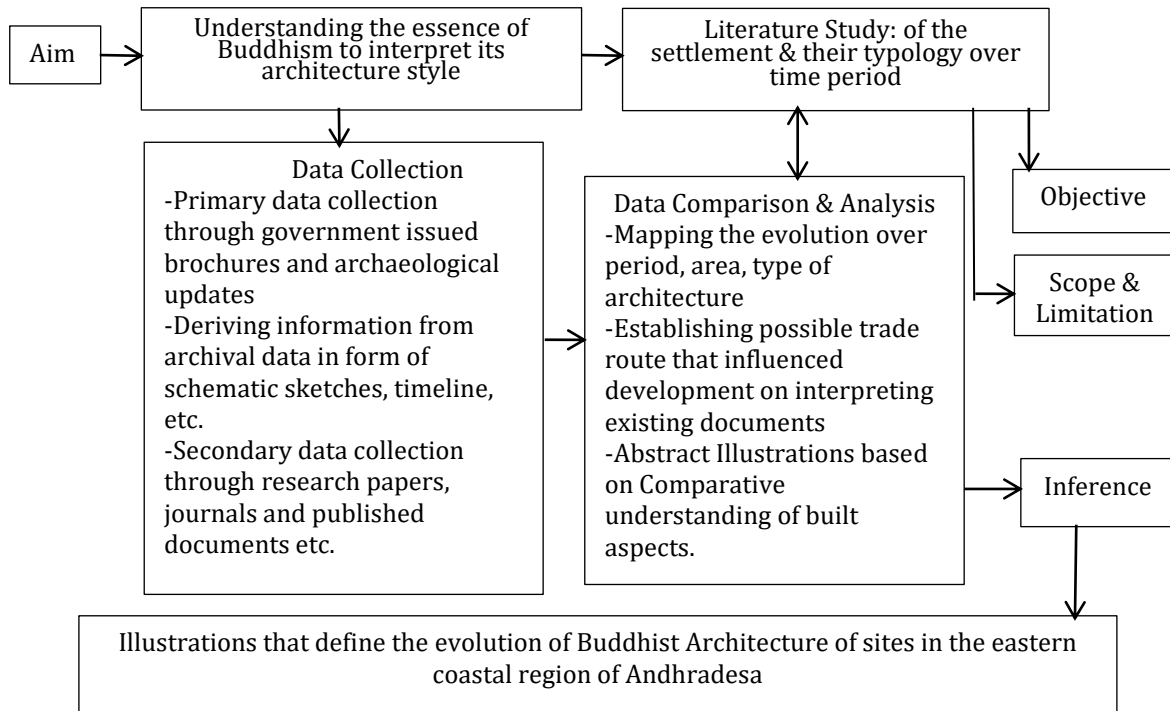 Aim
Understanding the essence of
Buddhism to interpret its
architecture style
Literature Study: of the
settlement & their typology over
time period
Data Collection
-Primary data collection
through government issued
brochures and archaeological
updates
-Deriving information from
archival data in form of
schematic sketches, timeline,
etc.
-Secondary data collection
through research papers,
journals and published
documents etc.
Data Comparison & Analysis
-Mapping the evolution over
period, area, type of
architecture
-Establishing possible trade
route that influenced
development on interpreting
existing documents
-Abstract Illustrations based
on Comparative
understanding of built
aspects.
Objective
Scope &
Limitation
Inference
Illustrations that define the evolution of Buddhist Architecture of sites in the eastern
coastal region of Andhradesa